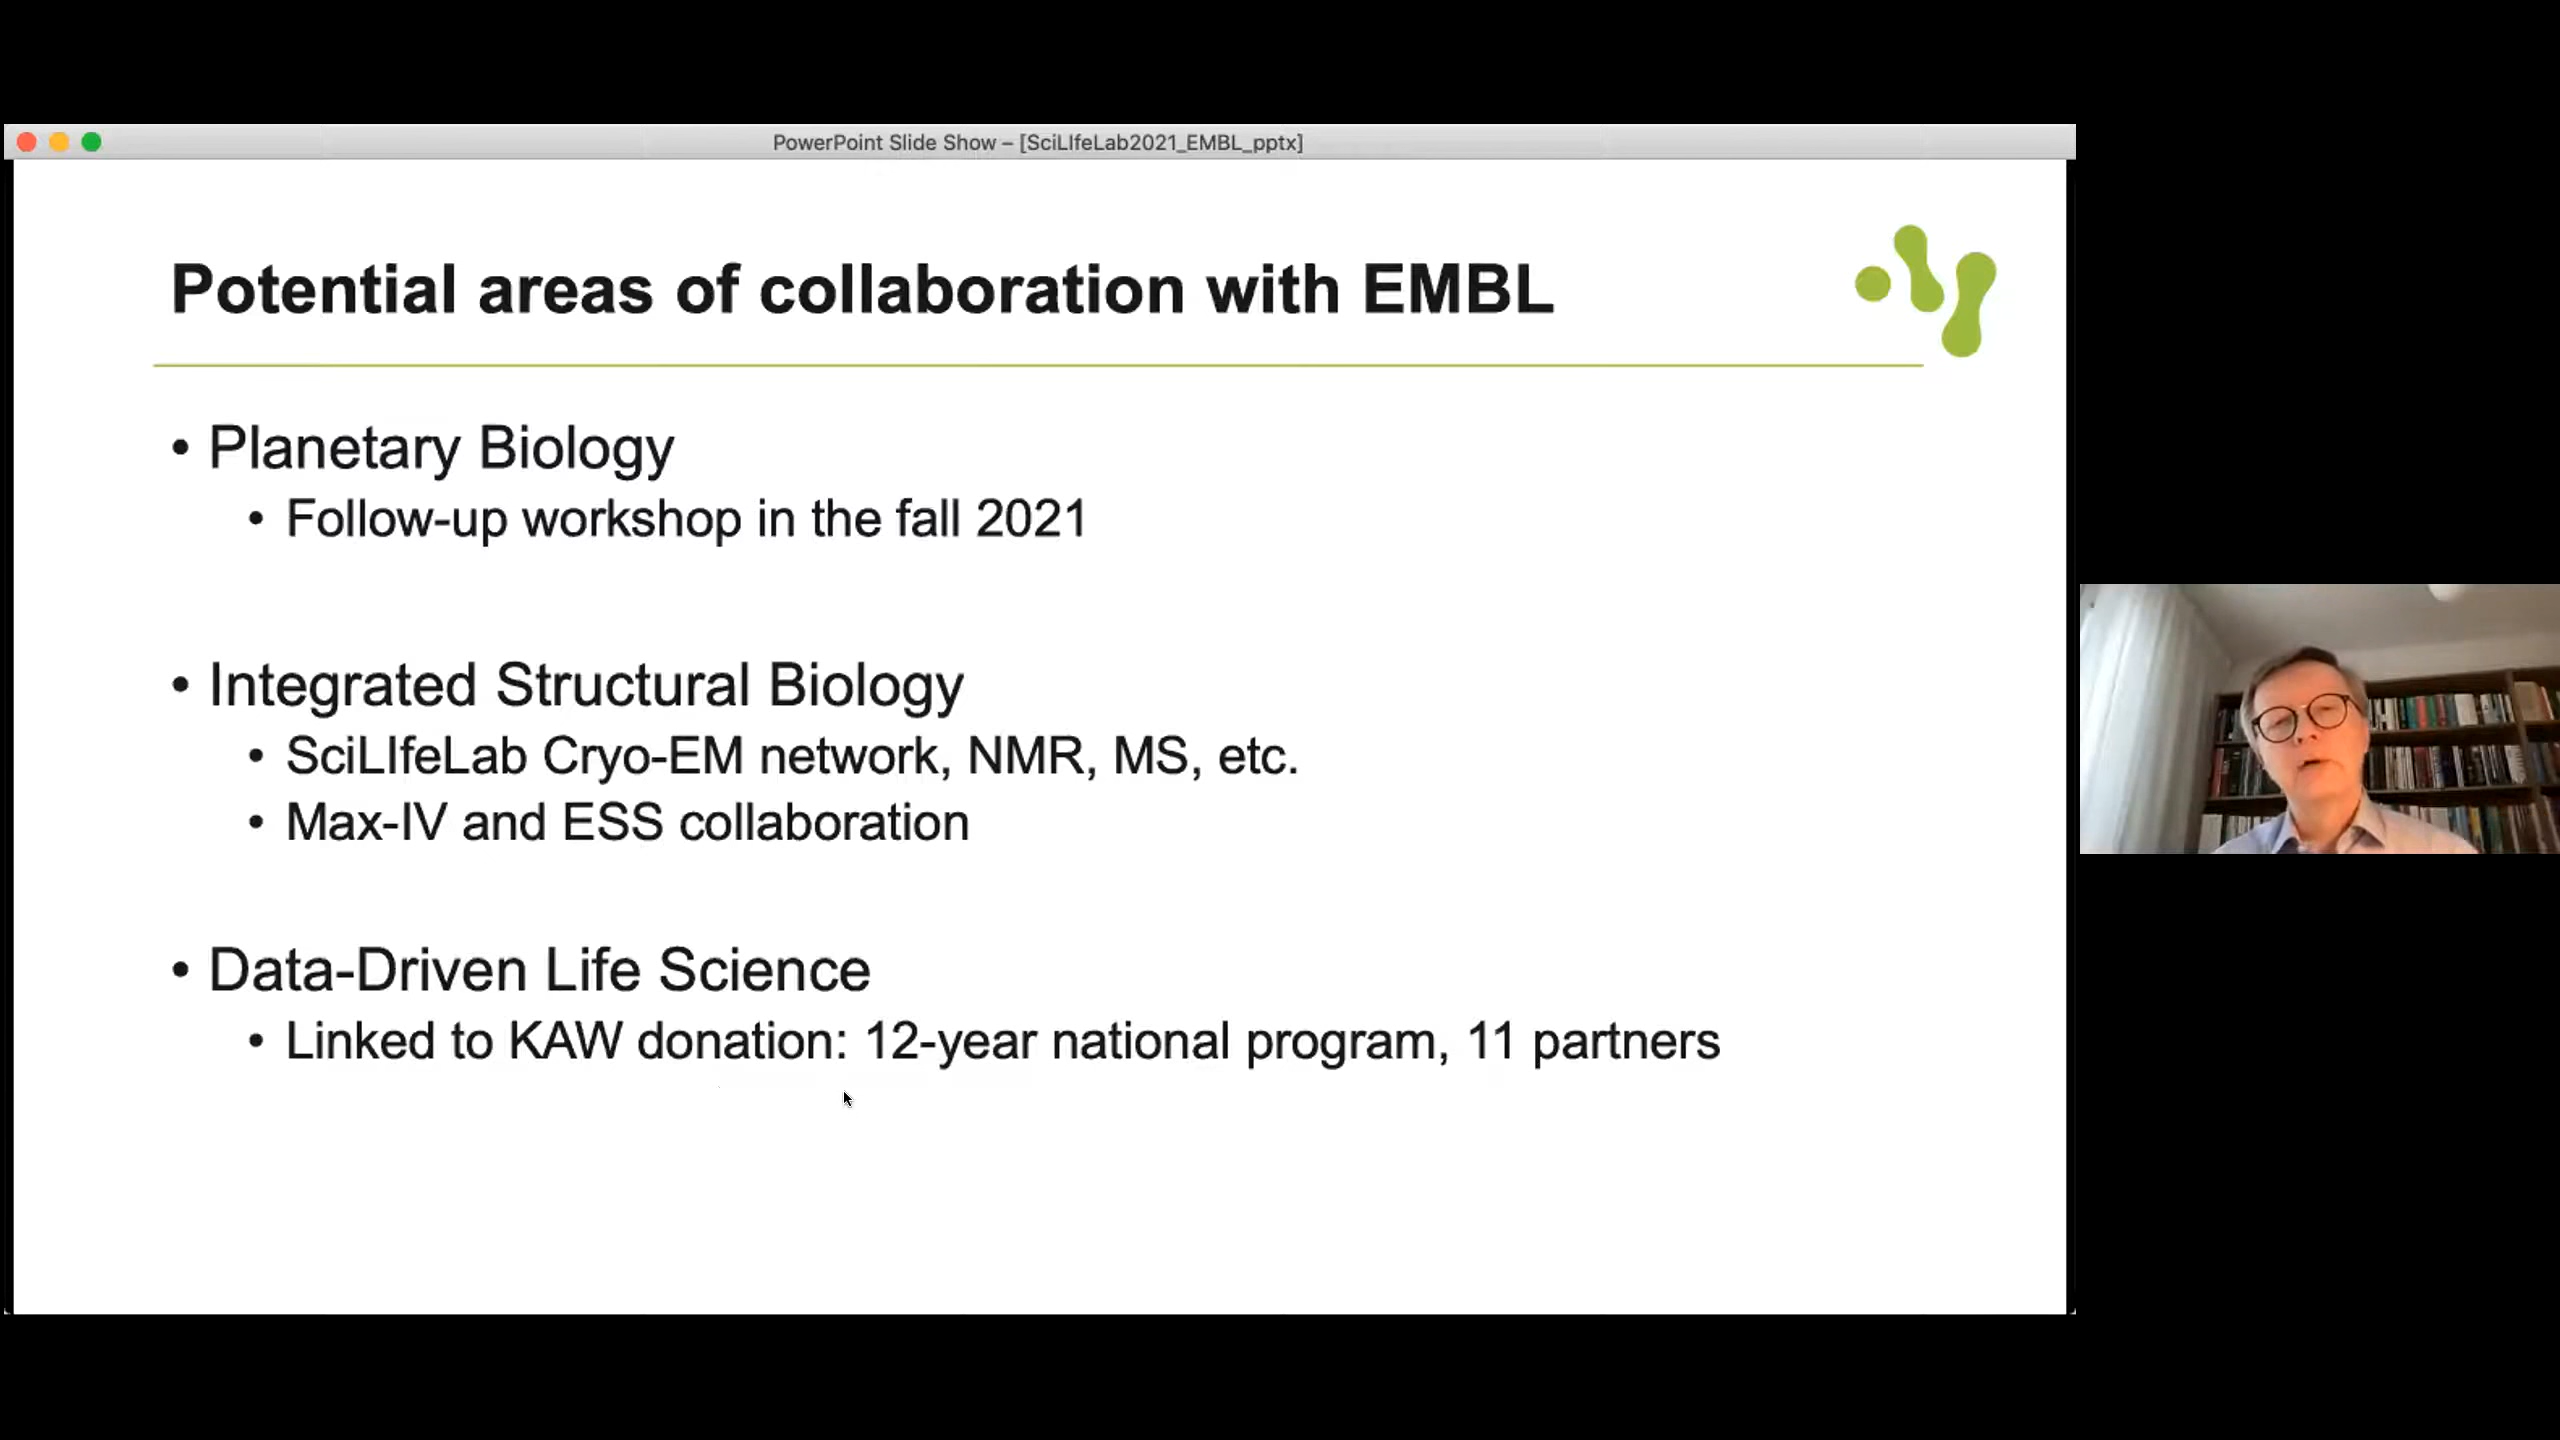 PowerPoint Slide Show – [SciLIfeLab2021_EMBL_pptx]
Potential areas of collaboration with EMBL
• Planetary Biology
• Follow-up workshop in the fall 2021
• Integrated Structural Biology
• SciLIfeLab Cryo-EM network, NMR, MS, etc.
• Max-IV and ESS collaboration
• Data-Driven Life Science
• Linked to KAW donation: 12-year national program, 11 partners